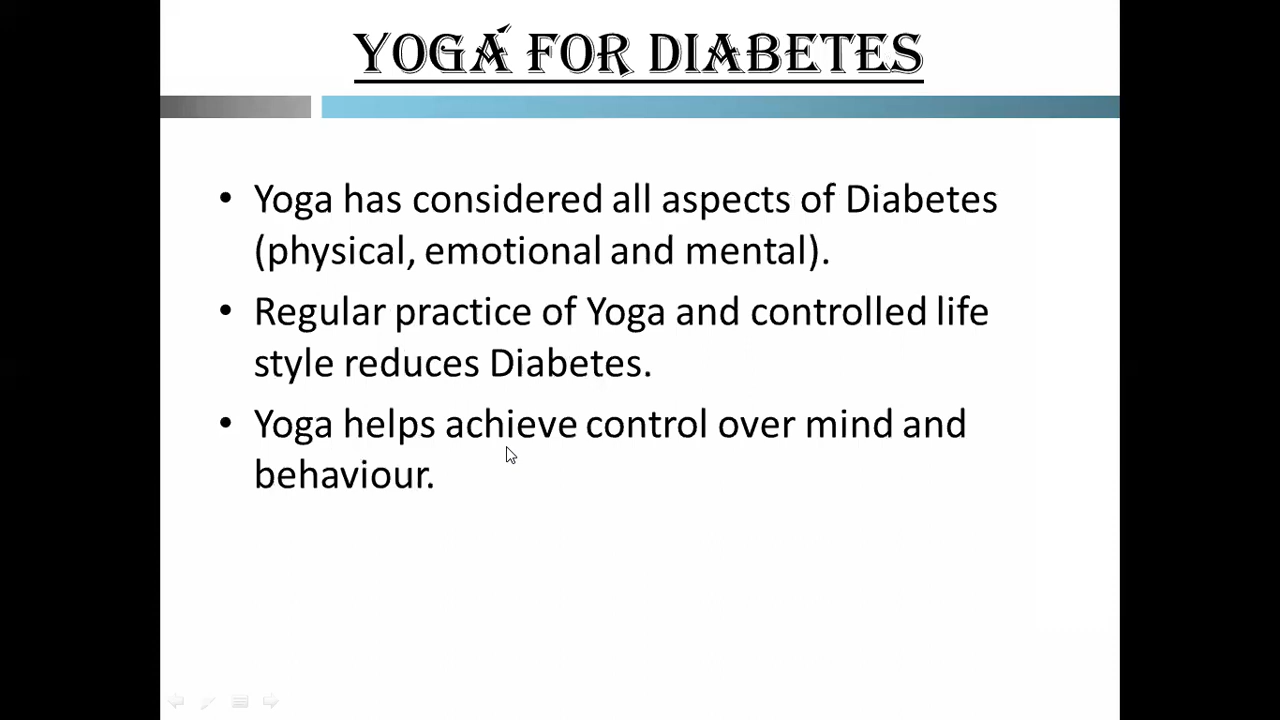 YOGA FOR DIABETES
• Yoga has considered all aspects of Diabetes
(physical, emotional and mental).
• Regular practice of Yoga and controlled life
style reduces Diabetes.
• Yoga helps achieve control over mind and
behaviour.